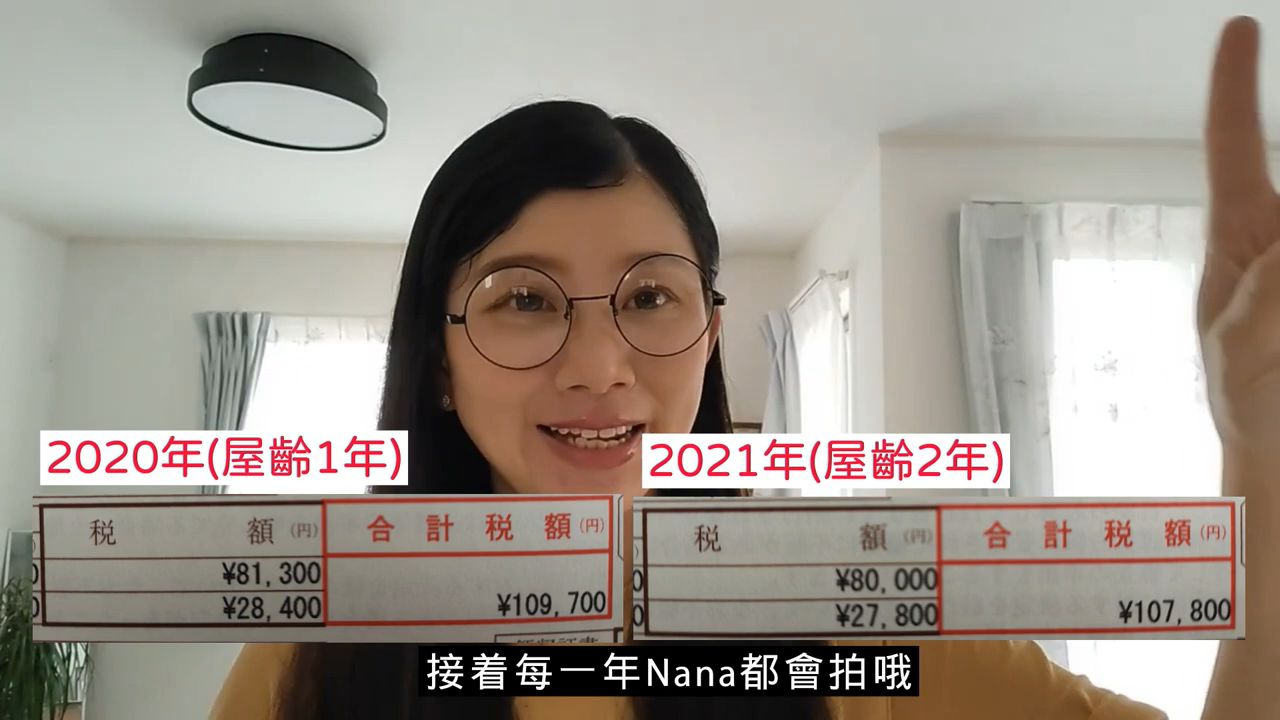 2020年(屋齡1年)
税 額 (円) 合計税額(円)
¥81,300
¥28,400 ¥109,700
2021年(屋齡2年)
税 額 (円) 合計税額(円)
¥80,000
¥27,800 ¥107,800
接着每一年Nana都會拍哦